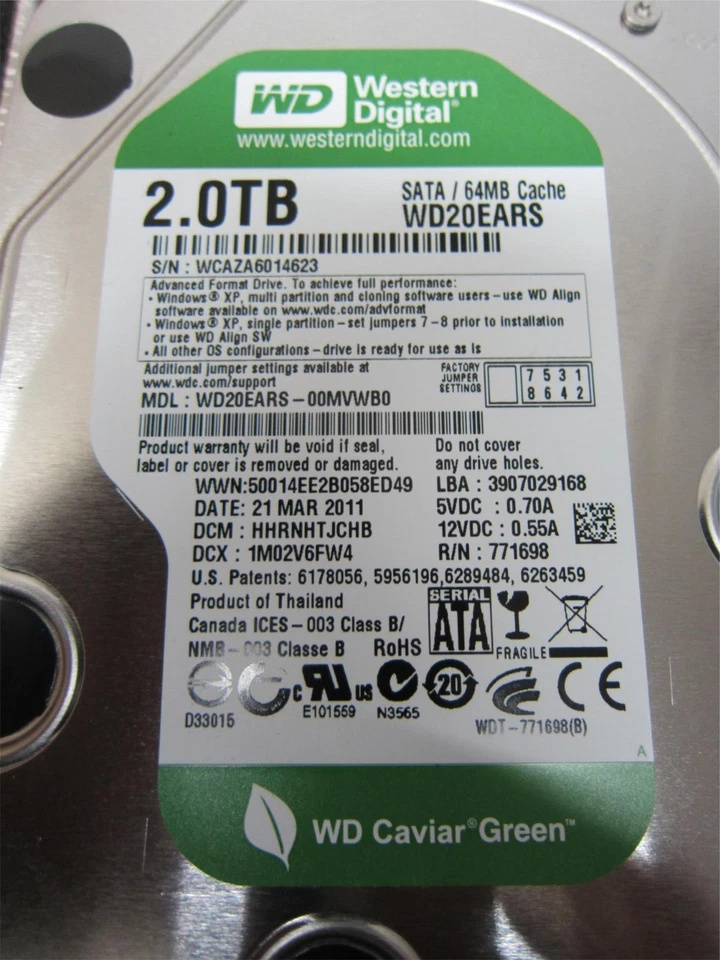 WD Western Digital®
www.westerndigital.com
2.0TB SATA / 64MB Cache
WD20EARS
S/N : WCAZA6014623
Advanced Format Drive. To achieve full performance:
• Windows® XP, multi partition and cloning software users – use WD Align
software available on www.wdc.com/advformat
• Windows® XP, single partition – set jumpers 7 – 8 prior to installation
or use WD Align SW
• All other OS configurations – drive is ready for use as is
Additional jumper settings available at
www.wdc.com/support
FACTORY
JUMPER
SETTINGS
7 5 3 1
8 6 4 2
MDL : WD20EARS – 00MVWB0
Product warranty will be void if seal,
label or cover is removed or damaged.
Do not cover
any drive holes.
WWN:50014EE2B058ED49 LBA : 3907029168
DATE: 21 MAR 2011 5VDC : 0.70A
DCM : HHRNHTJCHB 12VDC : 0.55A
DCX : 1M02V6FW4 R/N : 771698
U.S. Patents: 6178056, 5956196,6289484, 6263459
Product of Thailand
Canada ICES – 003 Class B/
NMB – 003 Classe B RoHS
SERIAL
ATA
FRAGILE
c RU us 20 CE
D33015 E101559 N3565 WDT – 771698(B)
A
WD Caviar® Green™